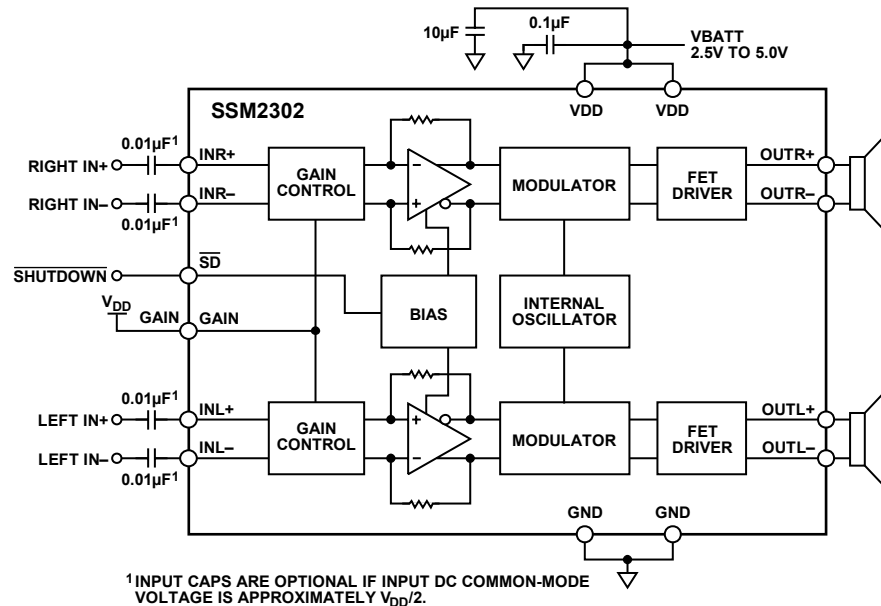 10µF
0.1µF
VBATT
2.5V TO 5.0V
SSM2302
VDD
VDD
0.01µF1
RIGHT IN+
INR+
GAIN
CONTROL
−
+
MODULATOR
FET
DRIVER
OUTR+
RIGHT IN–
INR–
OUTR–
0.01µF1
SHUTDOWN
SD
BIAS
INTERNAL
OSCILLATOR
VDD
GAIN
GAIN
0.01µF1
LEFT IN+
INL+
GAIN
CONTROL
+
−
MODULATOR
FET
DRIVER
OUTL+
LEFT IN–
INL–
OUTL–
0.01µF1
GND
GND
1 INPUT CAPS ARE OPTIONAL IF INPUT DC COMMON-MODE
VOLTAGE IS APPROXIMATELY VDD/2.